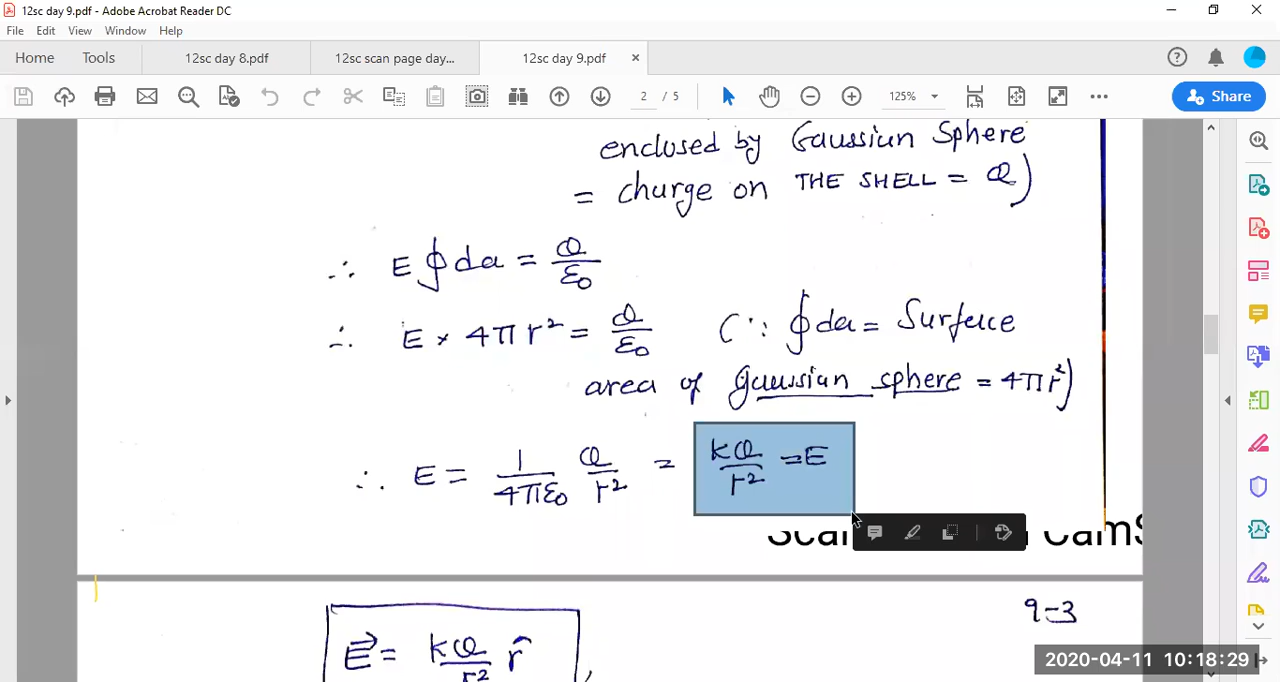 12sc day 9.pdf - Adobe Acrobat Reader DC
File Edit View Window Help
Home Tools 12sc day 8.pdf 12sc scan page day... 12sc day 9.pdf ×
2 / 5 125% ... Share
enclosed by Gaussian Sphere
= charge on THE SHELL = Q)
∴ E ∮ da = Q/ε₀
∴ E × 4πr² = Q/ε₀ (∵ ∮ da = Surface
area of gaussian sphere = 4πr²)
∴ E = 1/4πε₀ Q/r² = kQ/r² = E
9-3
E⃗ = kQ/r² r̂
2020-04-11 10:18:29